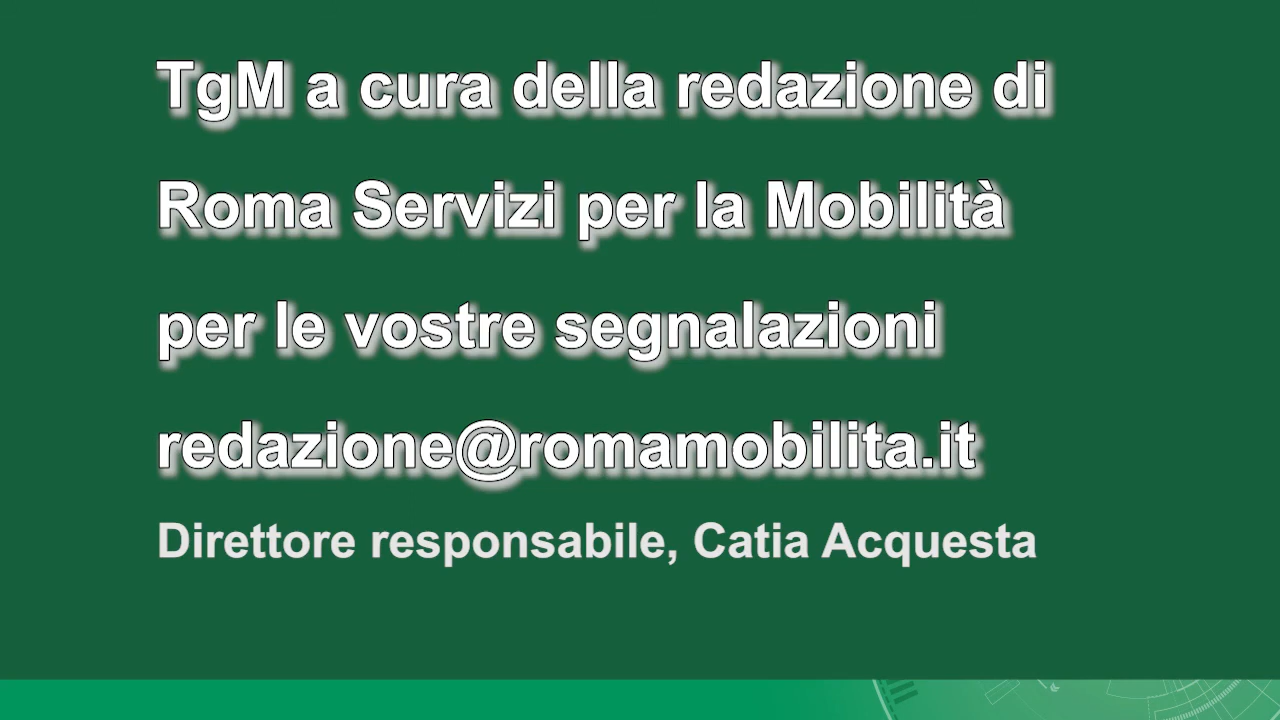 TgM a cura della redazione di
Roma Servizi per la Mobilità
per le vostre segnalazioni
redazione@romamobilita.it
Direttore responsabile, Catia Acquesta